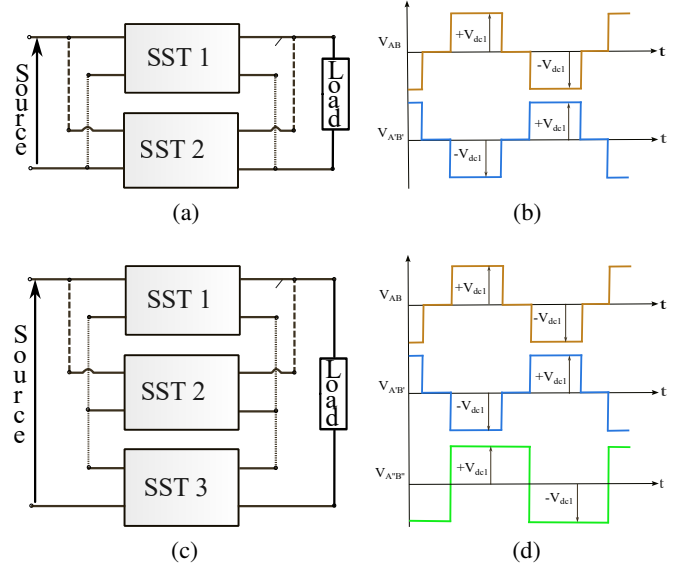 Source
SST 1
SST 2
Load
(a)
V_AB
+V_dc1
-V_dc1
t
V_A'B'
-V_dc1
+V_dc1
t
(b)
Source
SST 1
SST 2
SST 3
Load
(c)
V_AB
+V_dc1
-V_dc1
t
V_A'B'
-V_dc1
+V_dc1
t
V_A"B"
+V_dc1
-V_dc1
t
(d)